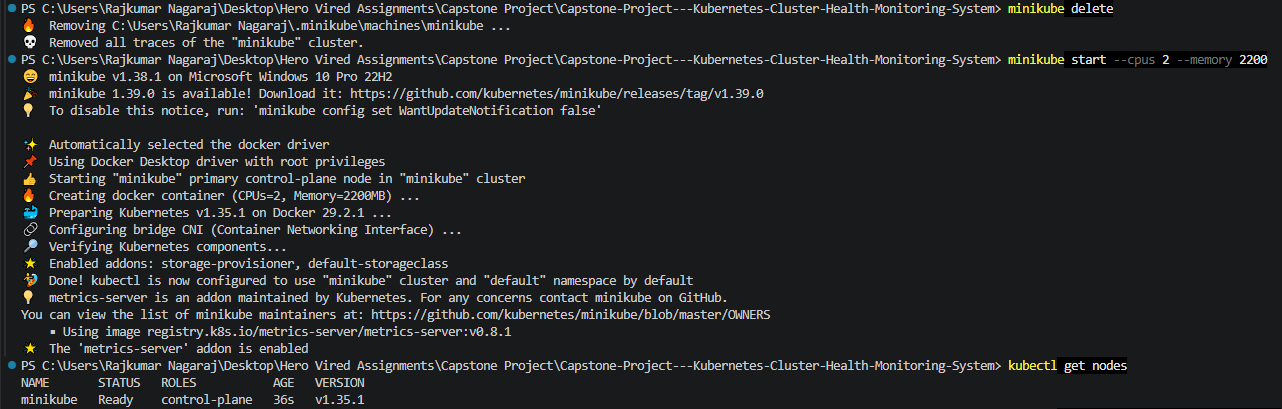 PS C:\Users\Rajkumar Nagaraj\Desktop\Hero Vired Assignments\Capstone Project\Capstone-Project---Kubernetes-Cluster-Health-Monitoring-System> minikube delete
Removing C:\Users\Rajkumar Nagaraj\.minikube\machines\minikube ...
Removed all traces of the "minikube" cluster.
PS C:\Users\Rajkumar Nagaraj\Desktop\Hero Vired Assignments\Capstone Project\Capstone-Project---Kubernetes-Cluster-Health-Monitoring-System> minikube start --cpus 2 --memory 2200
minikube v1.38.1 on Microsoft Windows 10 Pro 22H2
minikube 1.39.0 is available! Download it: https://github.com/kubernetes/minikube/releases/tag/v1.39.0
To disable this notice, run: 'minikube config set WantUpdateNotification false'
Automatically selected the docker driver
Using Docker Desktop driver with root privileges
Starting "minikube" primary control-plane node in "minikube" cluster
Creating docker container (CPUs=2, Memory=2200MB) ...
Preparing Kubernetes v1.35.1 on Docker 29.2.1 ...
Configuring bridge CNI (Container Networking Interface) ...
Verifying Kubernetes components...
Enabled addons: storage-provisioner, default-storageclass
Done! kubectl is now configured to use "minikube" cluster and "default" namespace by default
metrics-server is an addon maintained by Kubernetes. For any concerns contact minikube on GitHub.
You can view the list of minikube maintainers at: https://github.com/kubernetes/minikube/blob/master/OWNERS
▪ Using image registry.k8s.io/metrics-server/metrics-server:v0.8.1
The 'metrics-server' addon is enabled
PS C:\Users\Rajkumar Nagaraj\Desktop\Hero Vired Assignments\Capstone Project\Capstone-Project---Kubernetes-Cluster-Health-Monitoring-System> kubectl get nodes
NAME STATUS ROLES AGE VERSION
minikube Ready control-plane 36s v1.35.1